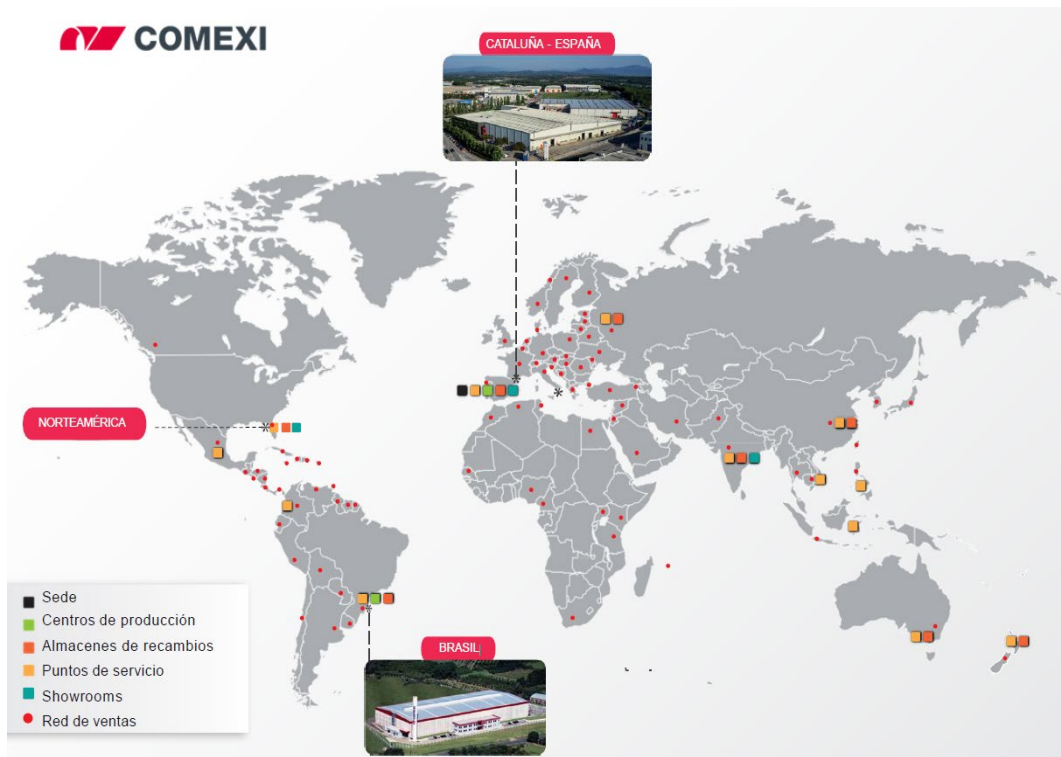 COMEXI
CATALUÑA - ESPAÑA
NORTEAMÉRICA
Sede
Centros de producción
Almacenes de recambios
Puntos de servicio
Showrooms
Red de ventas
BRASIL